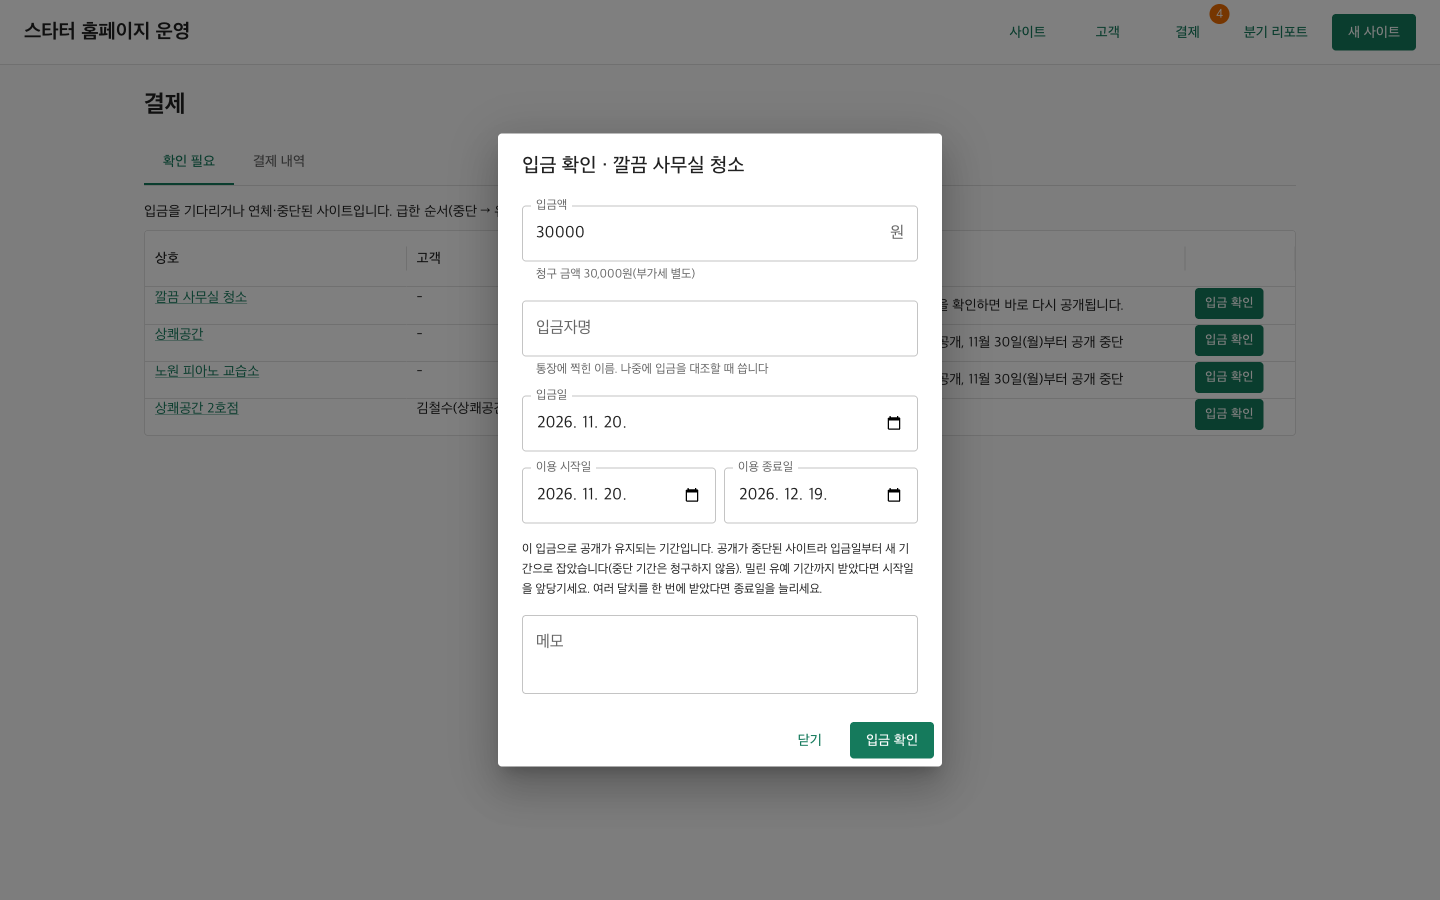 스타터 홈페이지 운영
사이트
고객
결제
4
분기 리포트
새 사이트
결제
확인 필요
결제 내역
입금을 기다리거나 연체·중단된 사이트입니다. 급한 순서(중단 →
상호
고객
깔끔 사무실 청소
-
확인하면 바로 다시 공개됩니다.
입금 확인
상쾌공간
-
공개, 11월 30일(월)부터 공개 중단
입금 확인
노원 피아노 교습소
-
공개, 11월 30일(월)부터 공개 중단
입금 확인
상쾌공간 2호점
김철수(상쾌공간
입금 확인
입금 확인 · 깔끔 사무실 청소
입금액
30000
원
청구 금액 30,000원(부가세 별도)
입금자명
통장에 찍힌 이름. 나중에 입금을 대조할 때 씁니다
입금일
2026. 11. 20.
이용 시작일
2026. 11. 20.
이용 종료일
2026. 12. 19.
이 입금으로 공개가 유지되는 기간입니다. 공개가 중단된 사이트라 입금일부터 새 기
간으로 잡았습니다(중단 기간은 청구하지 않음). 밀린 유예 기간까지 받았다면 시작일
을 앞당기세요. 여러 달치를 한 번에 받았다면 종료일을 늘리세요.
메모
닫기
입금 확인